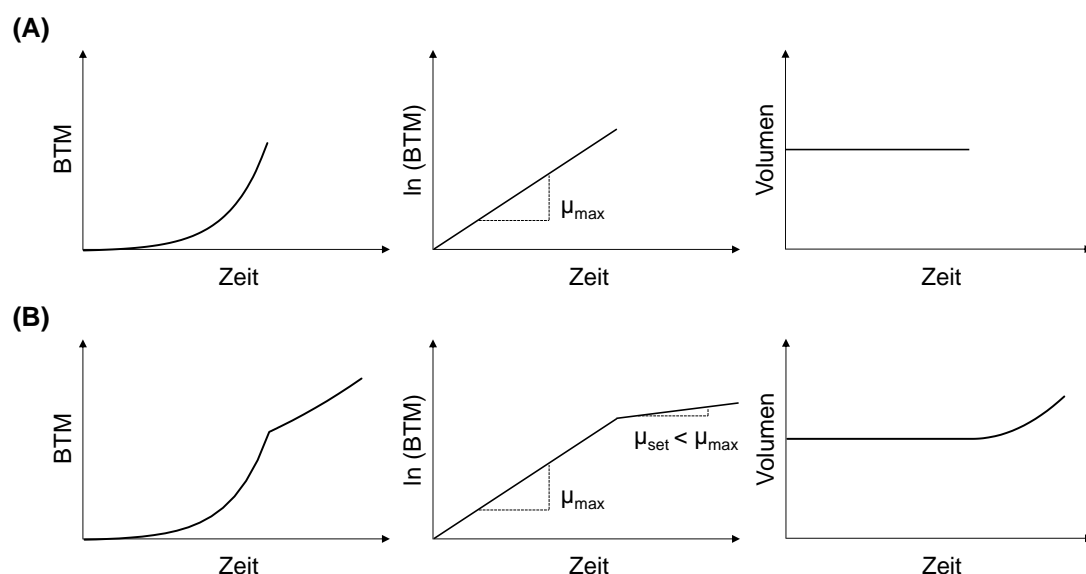 (A)
BTM
Zeit
ln (BTM)
μmax
Zeit
Volumen
Zeit
(B)
BTM
Zeit
ln (BTM)
μset < μmax
μmax
Zeit
Volumen
Zeit